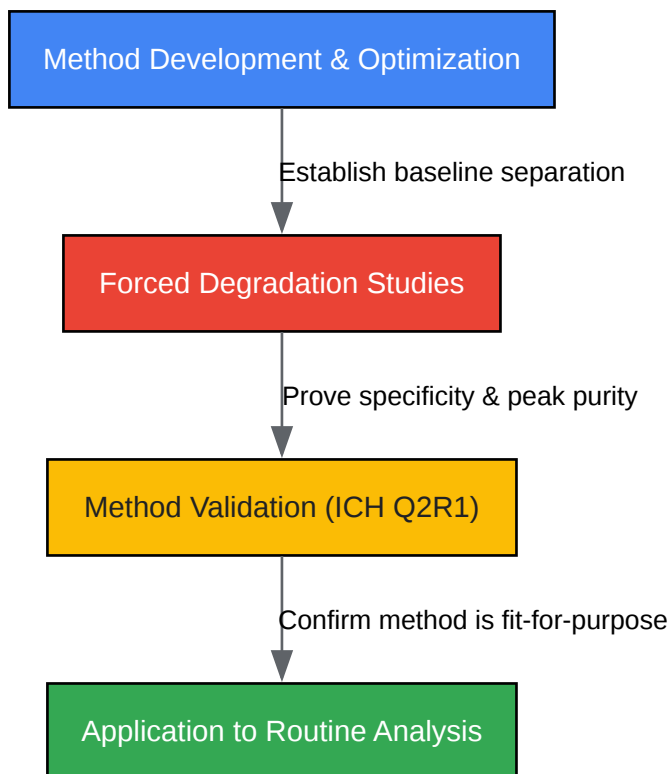 Method Development & Optimization
Establish baseline separation
Forced Degradation Studies
Prove specificity & peak purity
Method Validation (ICH Q2R1)
Confirm method is fit-for-purpose
Application to Routine Analysis